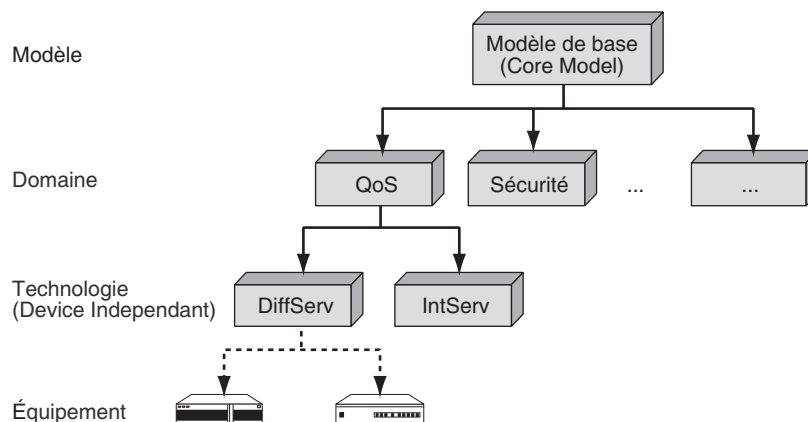 Modèle
Modèle de base
(Core Model)
Domaine
QoS
Sécurité
...
...
Technologie
(Device Independant)
DiffServ
IntServ
Équipement